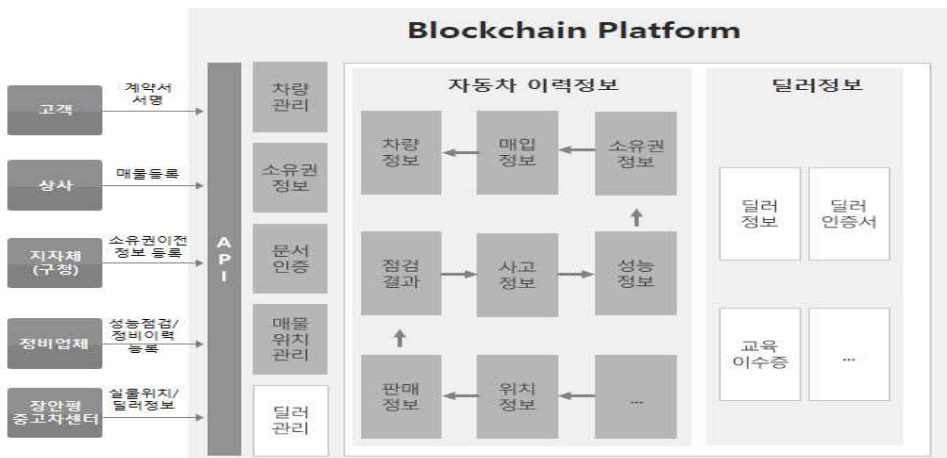 Blockchain Platform
고객
계약서
서명
상사
매물등록
지자체
(구청)
소유권이전
정보 등록
정비업체
성능점검/
정비이력
등록
장안평
중고차센터
실물위치/
딜러정보
API
차량
관리
소유권
정보
문서
인증
매물
위치
관리
딜러
관리
자동차 이력정보
차량
정보
매입
정보
소유권
정보
점검
결과
사고
정보
성능
정보
판매
정보
위치
정보
...
딜러정보
딜러
정보
딜러
인증서
교육
이수증
...